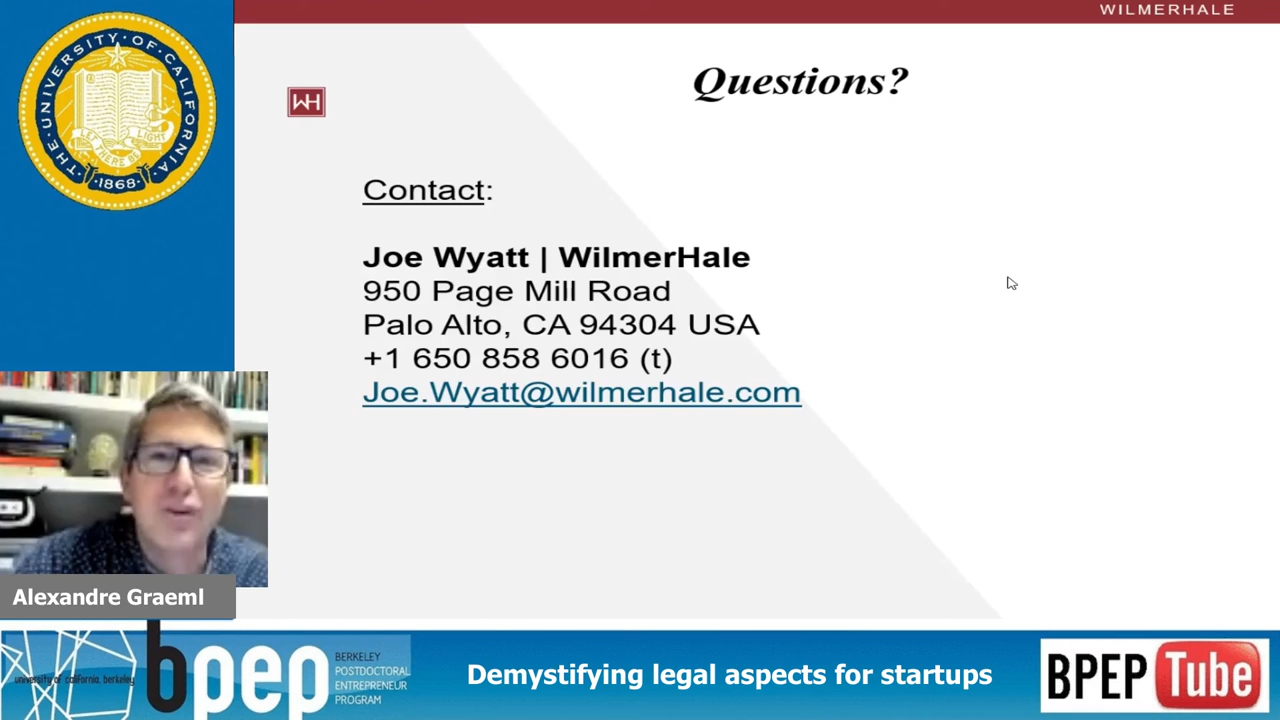 WILMERHALE
THE UNIVERSITY OF CALIFORNIA
LET THERE BE LIGHT
1868
WH
Questions?
Contact:
Joe Wyatt | WilmerHale
950 Page Mill Road
Palo Alto, CA 94304 USA
+1 650 858 6016 (t)
Joe.Wyatt@wilmerhale.com
Alexandre Graeml
university of california, berkeley
bpep
BERKELEY
POSTDOCTORAL
ENTREPRENEUR
PROGRAM
Demystifying legal aspects for startups
BPEP Tube